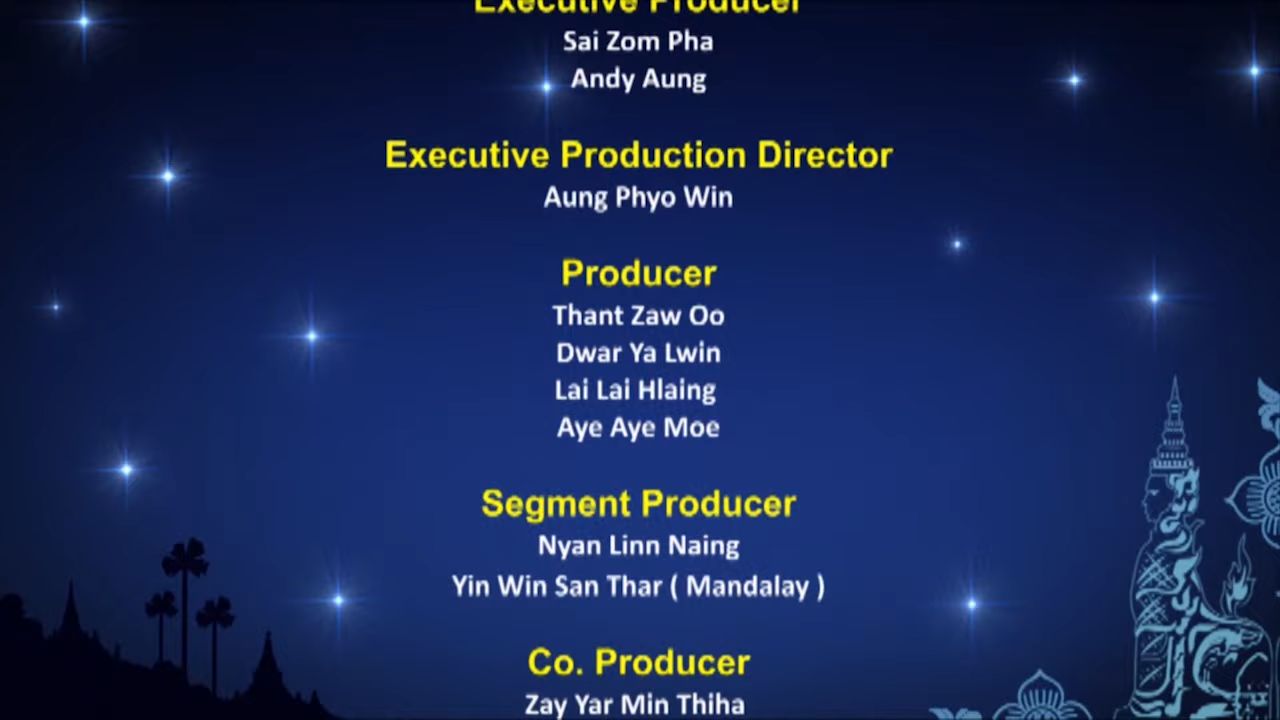 Executive Producer
Sai Zom Pha
Andy Aung
Executive Production Director
Aung Phyo Win
Producer
Thant Zaw Oo
Dwar Ya Lwin
Lai Lai Hlaing
Aye Aye Moe
Segment Producer
Nyan Linn Naing
Yin Win San Thar ( Mandalay )
Co. Producer
Zay Yar Min Thiha